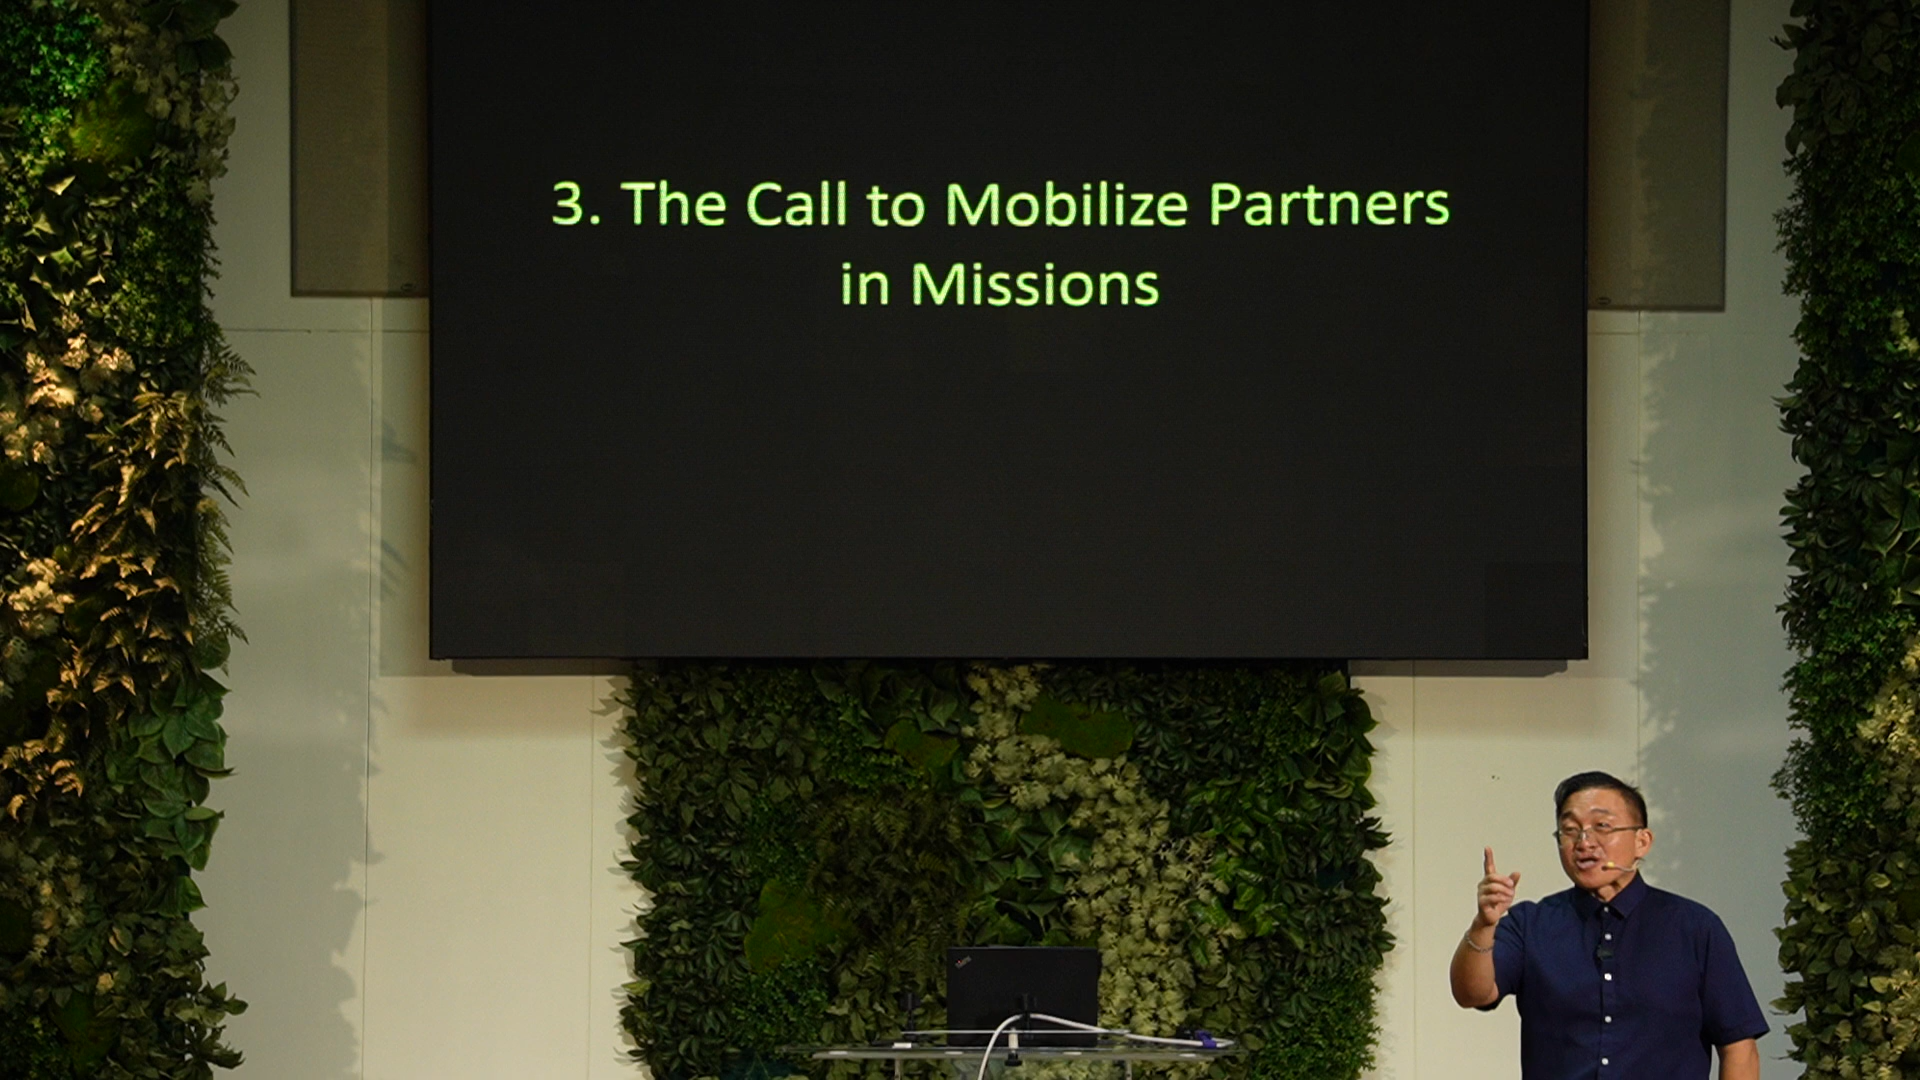 3. The Call to Mobilize Partners
in Missions